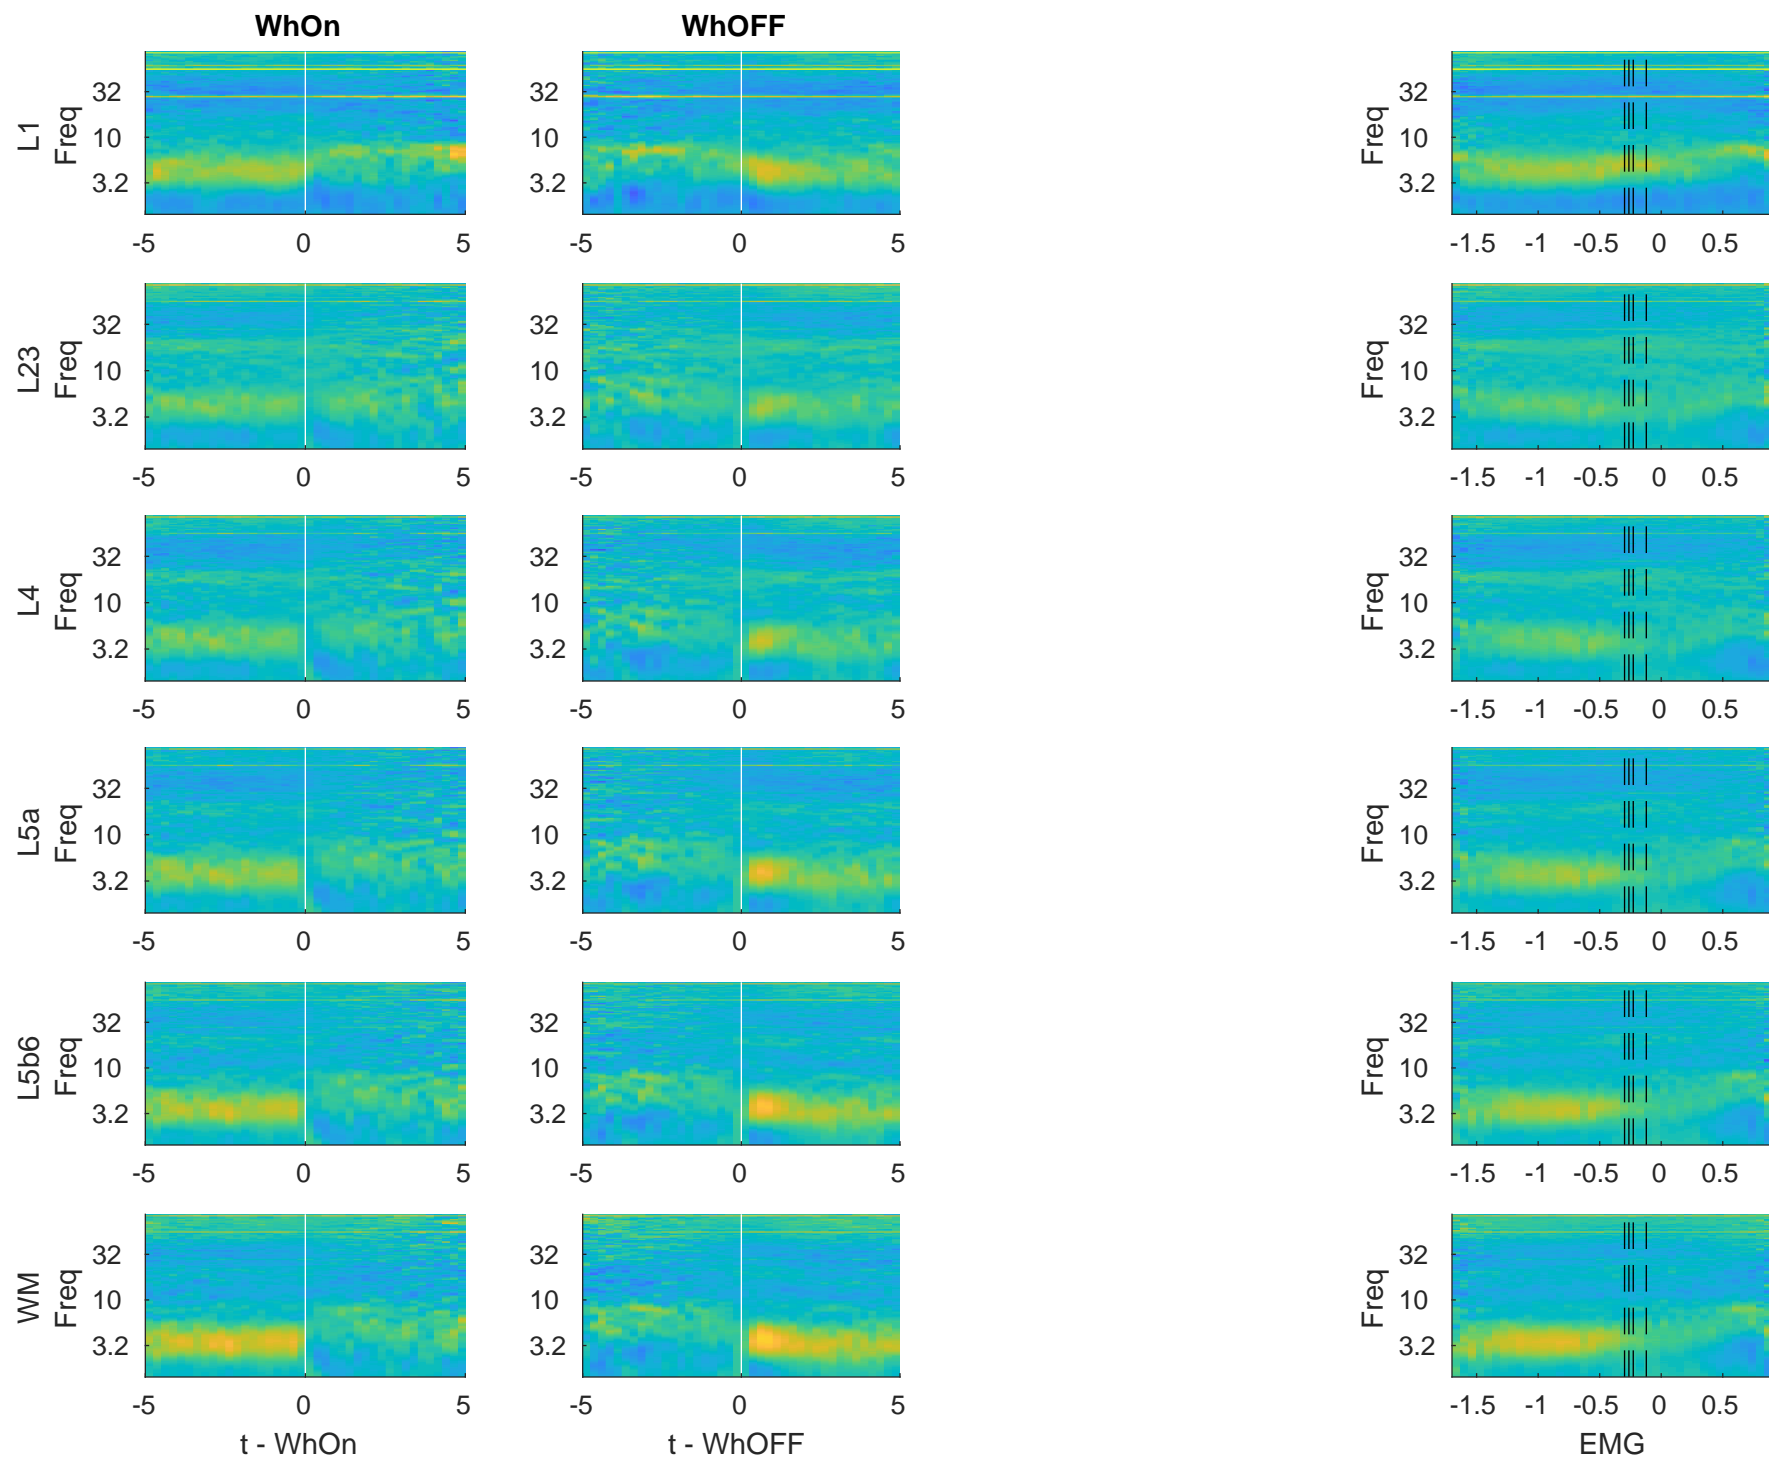 WhOn WhOFF
L1 Freq 32 10 3.2 32 10 3.2 Freq 32 10 3.2
-5 0 5 -5 0 5 -1.5 -1 -0.5 0 0.5
L23 Freq 32 10 3.2 32 10 3.2 Freq 32 10 3.2
-5 0 5 -5 0 5 -1.5 -1 -0.5 0 0.5
L4 Freq 32 10 3.2 32 10 3.2 Freq 32 10 3.2
-5 0 5 -5 0 5 -1.5 -1 -0.5 0 0.5
L5a Freq 32 10 3.2 32 10 3.2 Freq 32 10 3.2
-5 0 5 -5 0 5 -1.5 -1 -0.5 0 0.5
L5b6 Freq 32 10 3.2 32 10 3.2 Freq 32 10 3.2
-5 0 5 -5 0 5 -1.5 -1 -0.5 0 0.5
WM Freq 32 10 3.2 32 10 3.2 Freq 32 10 3.2
-5 0 5 -5 0 5 -1.5 -1 -0.5 0 0.5
t - WhOn t - WhOFF EMG